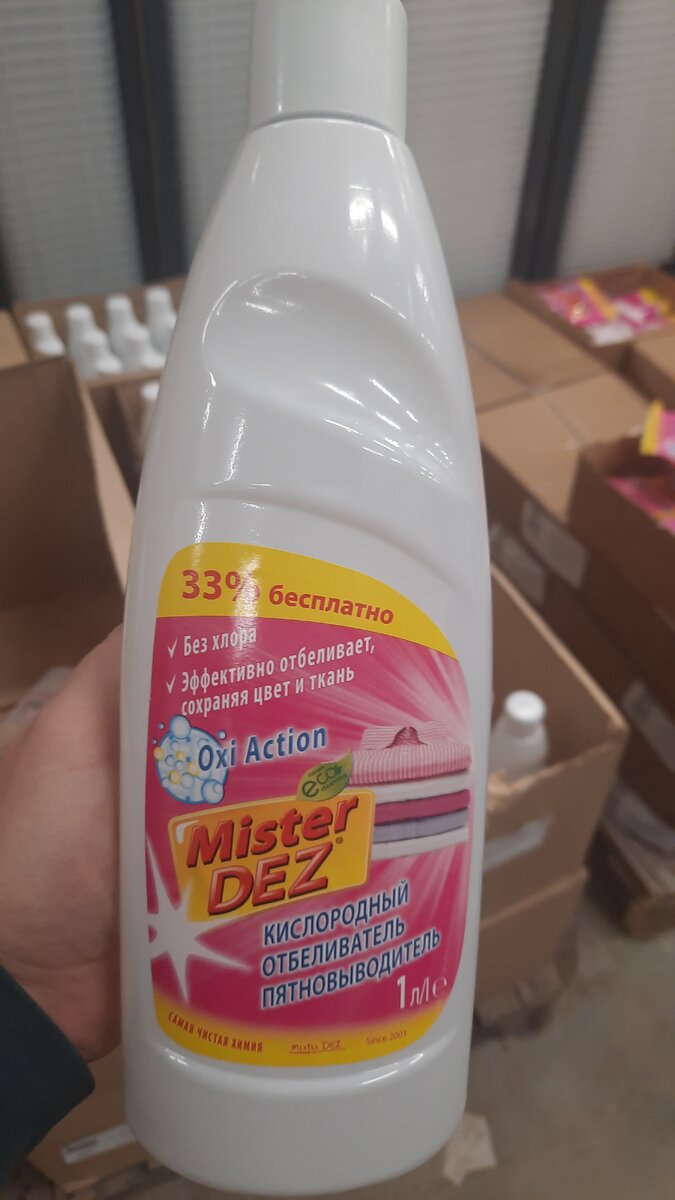 33% бесплатно
✓ Без хлора
✓ Эффективно отбеливает,
сохраняя цвет и ткань
Oxi Action
eco
Mister
DEZ®
КИСЛОРОДНЫЙ
ОТБЕЛИВАТЕЛЬ
ПЯТНОВЫВОДИТЕЛЬ
1 л/l ℮
САМАЯ ЧИСТАЯ ХИМИЯ
Mister DEZ
Since 2001